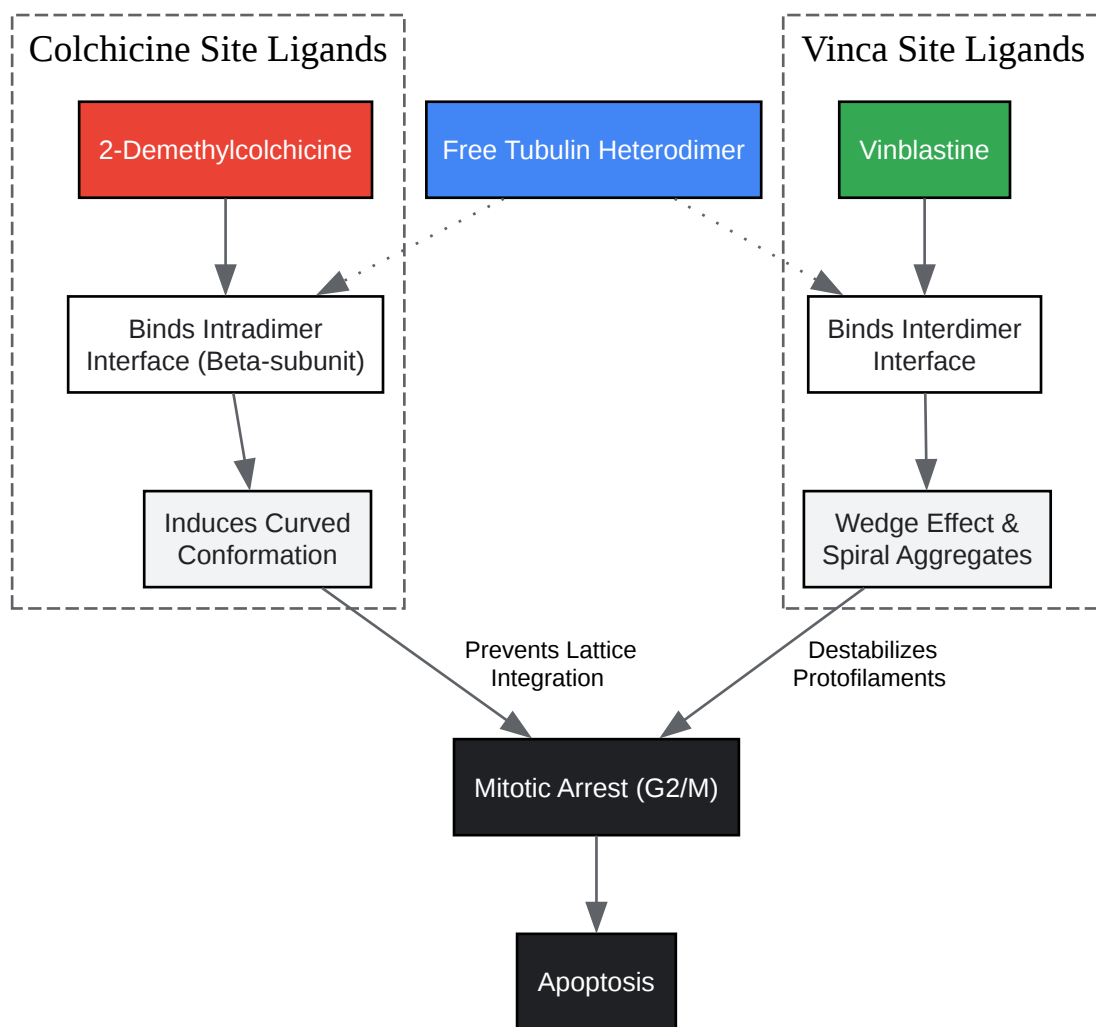 Colchicine Site Ligands
Vinca Site Ligands
2-Demethylcolchicine
Free Tubulin Heterodimer
Vinblastine
Binds Intradimer
Interface (Beta-subunit)
Binds Interdimer
Interface
Induces Curved
Conformation
Wedge Effect &
Spiral Aggregates
Prevents Lattice
Integration
Destabilizes
Protofilaments
Mitotic Arrest (G2/M)
Apoptosis